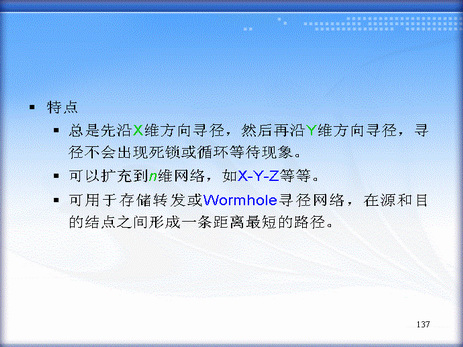 ▪ 特点
▪ 总是先沿X维方向寻径，然后再沿Y维方向寻径，寻
径不会出现死锁或循环等待现象。
▪ 可以扩充到n维网络，如X-Y-Z等等。
▪ 可用于存储转发或Wormhole寻径网络，在源和目
的结点之间形成一条距离最短的路径。
137